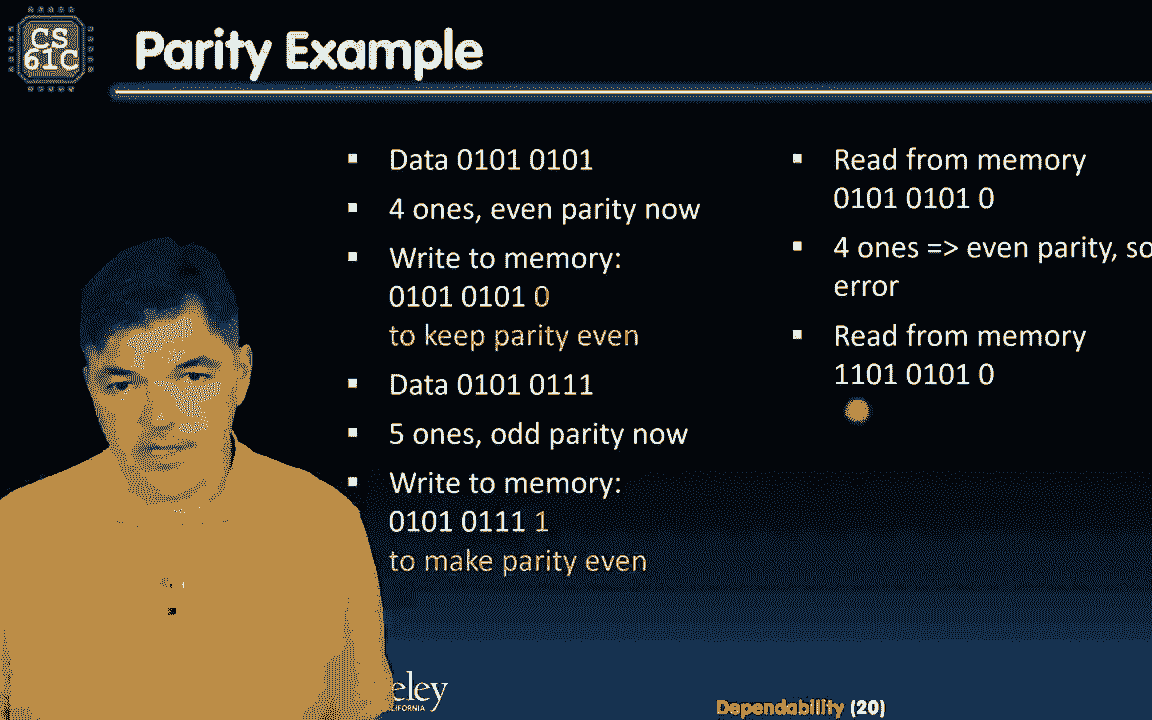 CS
61C
Parity Example
Data 0101 0101
4 ones, even parity now
Write to memory:
0101 0101 0
to keep parity even
Data 0101 0111
5 ones, odd parity now
Write to memory:
0101 0111 1
to make parity even
Read from memory
0101 0101 0
4 ones => even parity, so
error
Read from memory
1101 0101 0
eley
Dependability (20)